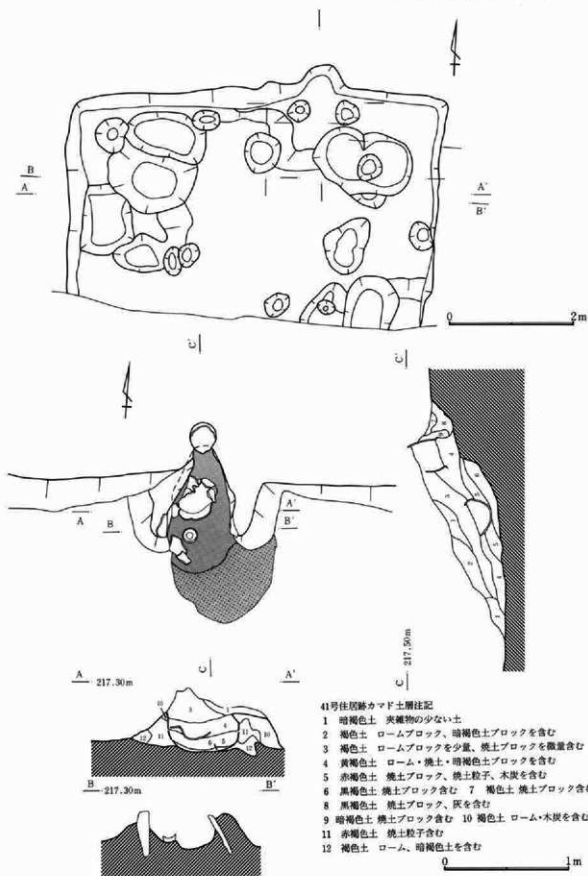 B
A
A'
B'
2m
C'
C'
A
B
A'
B'
C
C 217.50m
A 217.30m
C
A'
B 217.30m
B'
41号住居跡カマド土層注記
1 暗褐色土 夾雑物の少ない土
2 褐色土 ロームブロック、暗褐色土ブロックを含む
3 褐色土 ロームブロックを少量、焼土ブロックを微量含む
4 黄褐色土 ローム・焼土・暗褐色土ブロックを含む
5 赤褐色土 焼土ブロック、焼土粒子、木炭を含む
6 黒褐色土 焼土ブロック含む 7 褐色土 焼土ブロック含む
8 黒褐色土 焼土ブロック、灰を含む
9 暗褐色土 焼土ブロック含む 10 褐色土 ローム・木炭を含む
11 赤褐色土 焼土粒子含む
12 褐色土 ローム、暗褐色土を含む
0 1m